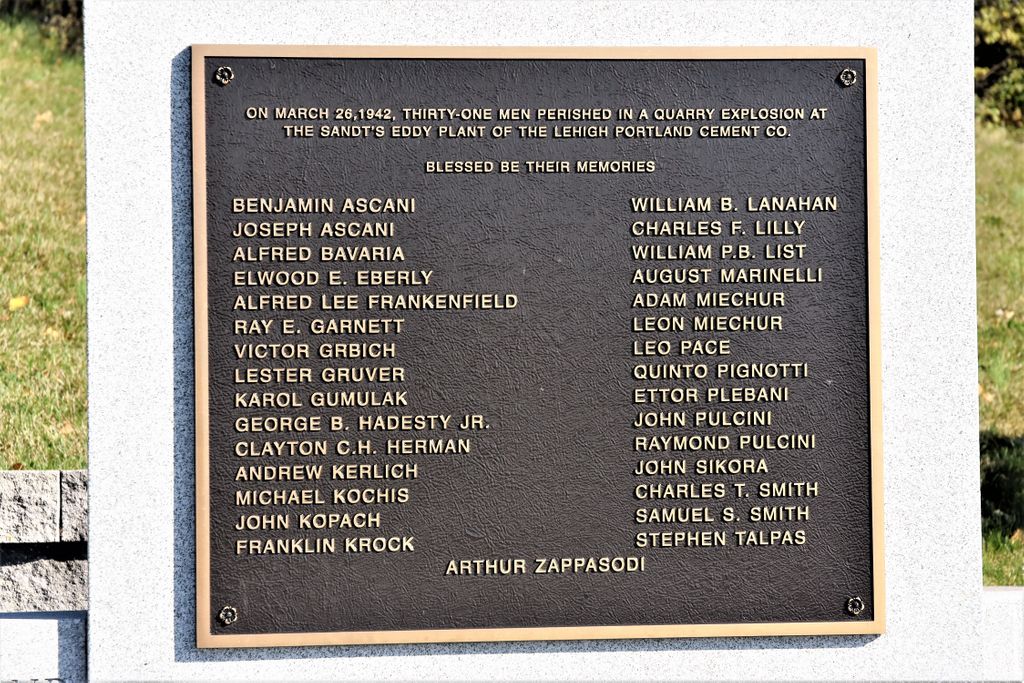 ON MARCH 26,1942, THIRTY-ONE MEN PERISHED IN A QUARRY EXPLOSION AT
THE SANDT'S EDDY PLANT OF THE LEHIGH PORTLAND CEMENT CO.
BLESSED BE THEIR MEMORIES
BENJAMIN ASCANI
JOSEPH ASCANI
ALFRED BAVARIA
ELWOOD E. EBERLY
ALFRED LEE FRANKENFIELD
RAY E. GARNETT
VICTOR GRBICH
LESTER GRUVER
KAROL GUMULAK
GEORGE B. HADESTY JR.
CLAYTON C.H. HERMAN
ANDREW KERLICH
MICHAEL KOCHIS
JOHN KOPACH
FRANKLIN KROCK
WILLIAM B. LANAHAN
CHARLES F. LILLY
WILLIAM P.B. LIST
AUGUST MARINELLI
ADAM MIECHUR
LEON MIECHUR
LEO PACE
QUINTO PIGNOTTI
ETTOR PLEBANI
JOHN PULCINI
RAYMOND PULCINI
JOHN SIKORA
CHARLES T. SMITH
SAMUEL S. SMITH
STEPHEN TALPAS
ARTHUR ZAPPASODI